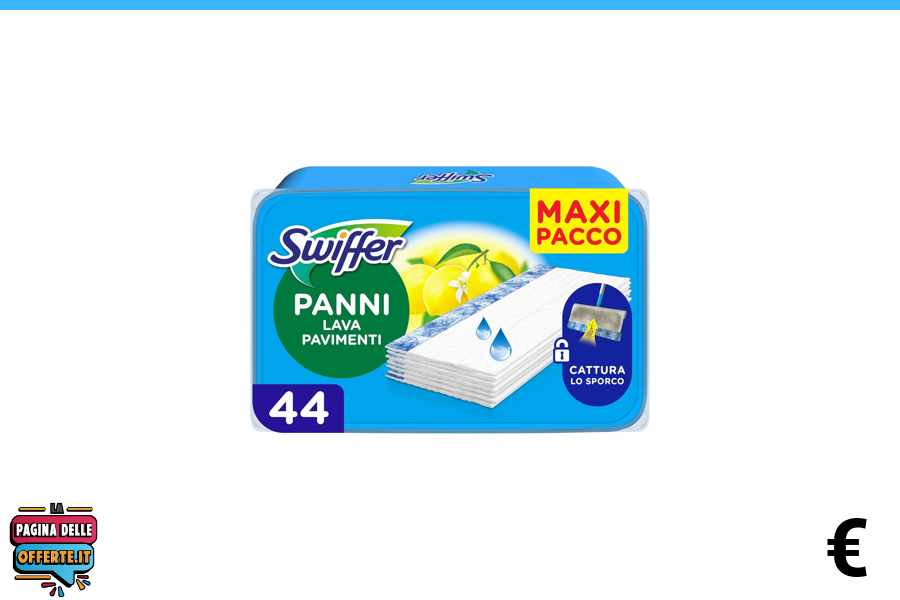 Swiffer
MAXI
PACCO
Swiffer
PANNI
LAVA
PAVIMENTI
CATTURA
LO SPORCO
44
LA
PAGINA DELLE
OFFERTE.IT
€